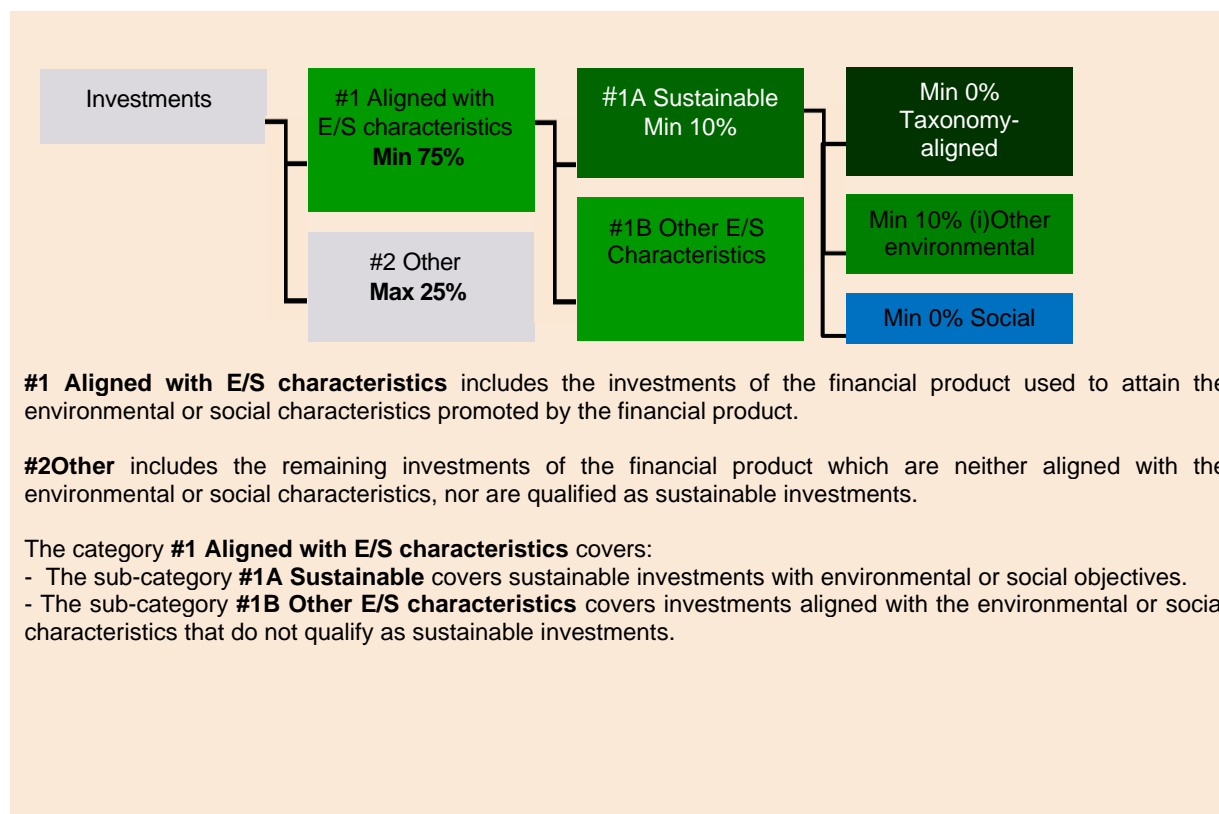 Investments
#1 Aligned with
E/S characteristics
Min 75%
#2 Other
Max 25%
#1A Sustainable
Min 10%
#1B Other E/S
Characteristics
Min 0%
Taxonomy-
aligned
Min 10% (i)Other
environmental
Min 0% Social
#1 Aligned with E/S characteristics includes the investments of the financial product used to attain the
environmental or social characteristics promoted by the financial product.
#2Other includes the remaining investments of the financial product which are neither aligned with the
environmental or social characteristics, nor are qualified as sustainable investments.
The category #1 Aligned with E/S characteristics covers:
- The sub-category #1A Sustainable covers sustainable investments with environmental or social objectives.
- The sub-category #1B Other E/S characteristics covers investments aligned with the environmental or social
characteristics that do not qualify as sustainable investments.